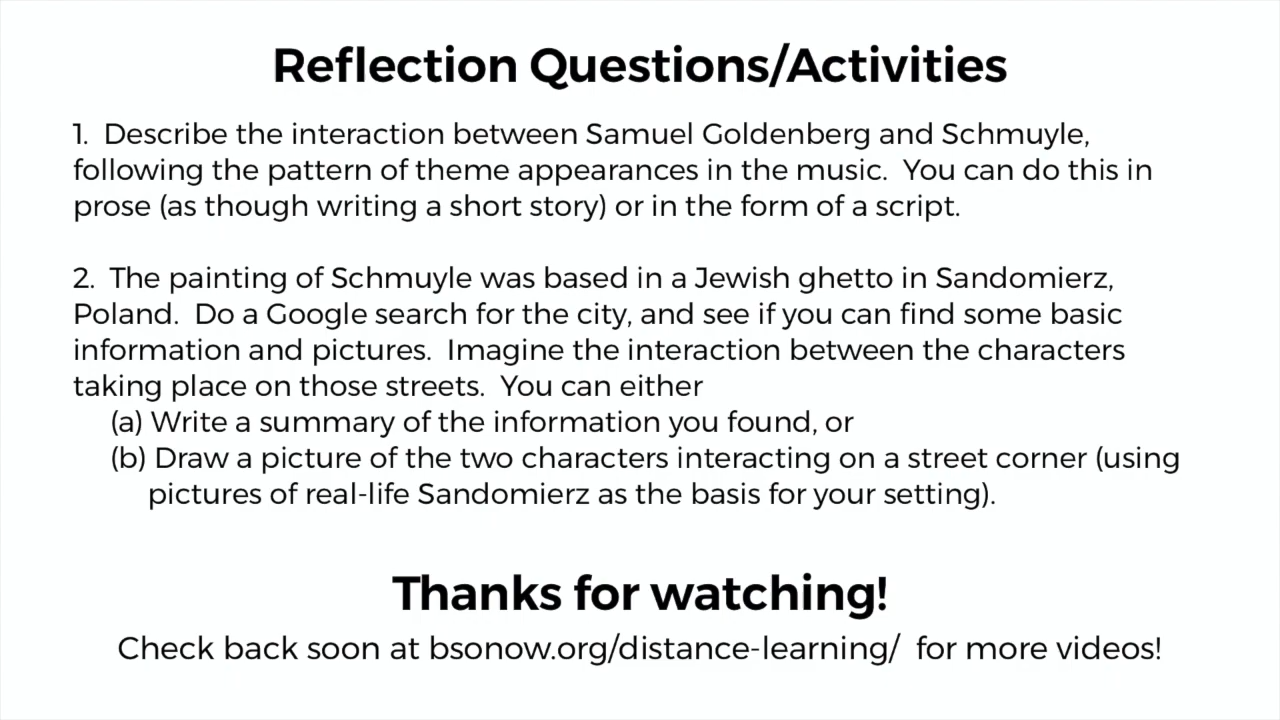 Reflection Questions/Activities
1.  Describe the interaction between Samuel Goldenberg and Schmuyle,
following the pattern of theme appearances in the music.  You can do this in
prose (as though writing a short story) or in the form of a script.
2.  The painting of Schmuyle was based in a Jewish ghetto in Sandomierz,
Poland.  Do a Google search for the city, and see if you can find some basic
information and pictures.  Imagine the interaction between the characters
taking place on those streets.  You can either
(a) Write a summary of the information you found, or
(b) Draw a picture of the two characters interacting on a street corner (using
pictures of real-life Sandomierz as the basis for your setting).
Thanks for watching!
Check back soon at bsonow.org/distance-learning/  for more videos!